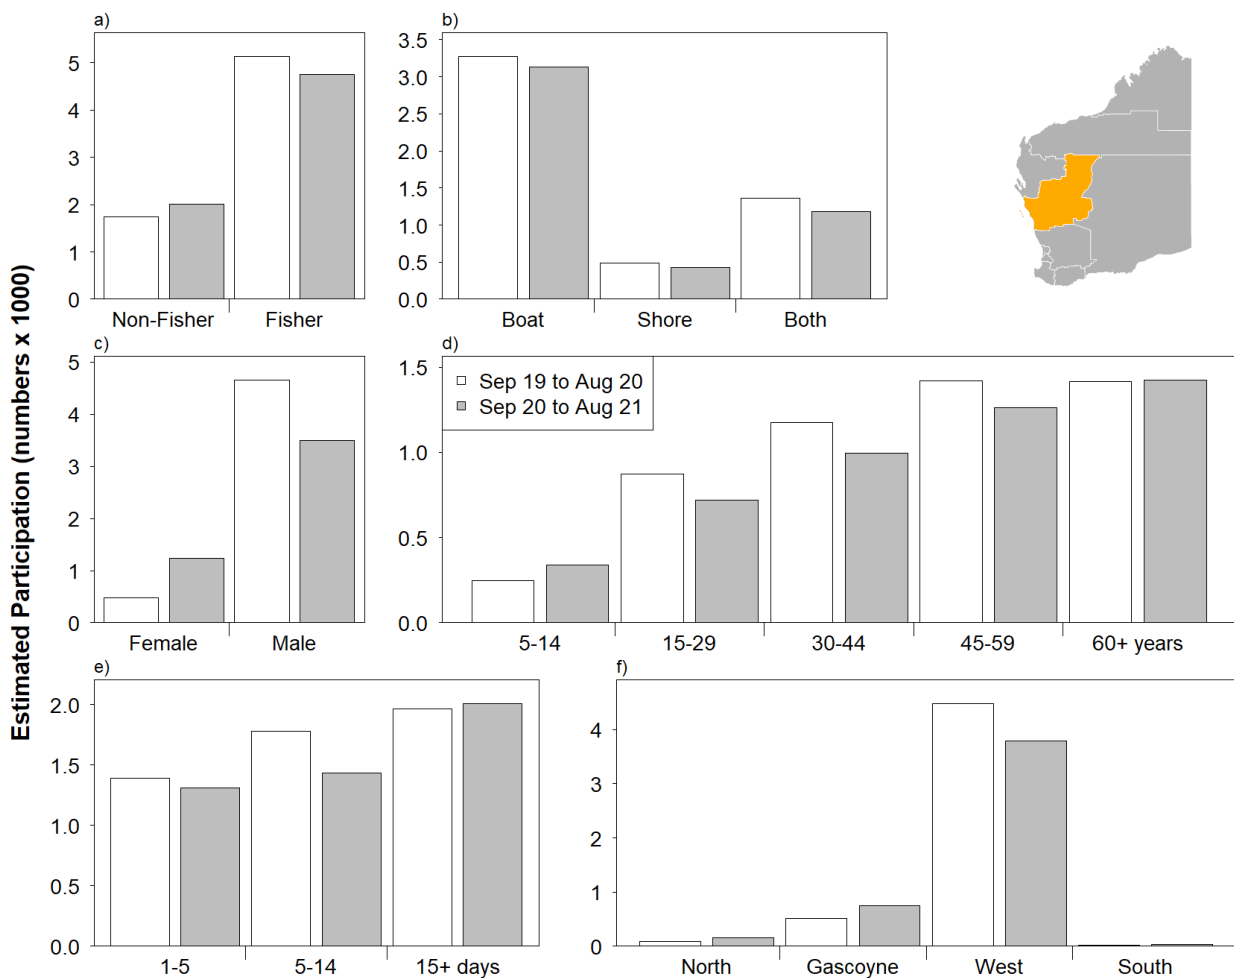 a)
5
4
3
2
1
0
Non-Fisher Fisher
b)
3.5
3.0
2.5
2.0
1.5
1.0
0.5
0.0
Boat Shore Both
Estimated Participation (numbers x 1000)
c)
5
4
3
2
1
0
Female Male
d)
Sep 19 to Aug 20
Sep 20 to Aug 21
1.5
1.0
0.5
0.0
5-14 15-29 30-44 45-59 60+ years
e)
2.0
1.5
1.0
0.5
0.0
1-5 5-14 15+ days
f)
4
3
2
1
0
North Gascoyne West South